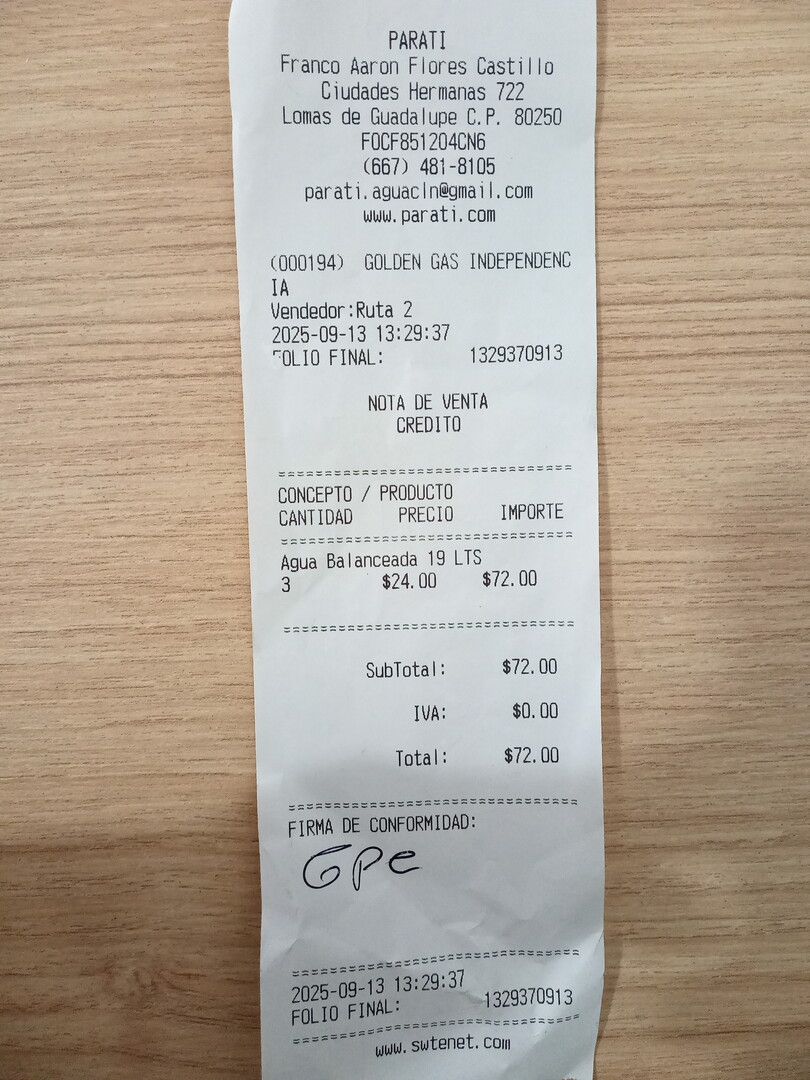 PARATI
Franco Aaron Flores Castillo
Ciudades Hermanas 722
Lomas de Guadalupe C.P. 80250
FOCF851204CN6
(667) 481-8105
parati.aguacln@gmail.com
www.parati.com
(000194) GOLDEN GAS INDEPENDENC
IA
Vendedor:Ruta 2
2025-09-13 13:29:37
FOLIO FINAL: 1329370913
NOTA DE VENTA
CREDITO
================================
CONCEPTO / PRODUCTO
CANTIDAD PRECIO IMPORTE
================================
Agua Balanceada 19 LTS
3 $24.00 $72.00
================================
SubTotal: $72.00
IVA: $0.00
Total: $72.00
================================
FIRMA DE CONFORMIDAD:
GPe
================================
2025-09-13 13:29:37
FOLIO FINAL: 1329370913
================================
www.swtenet.com